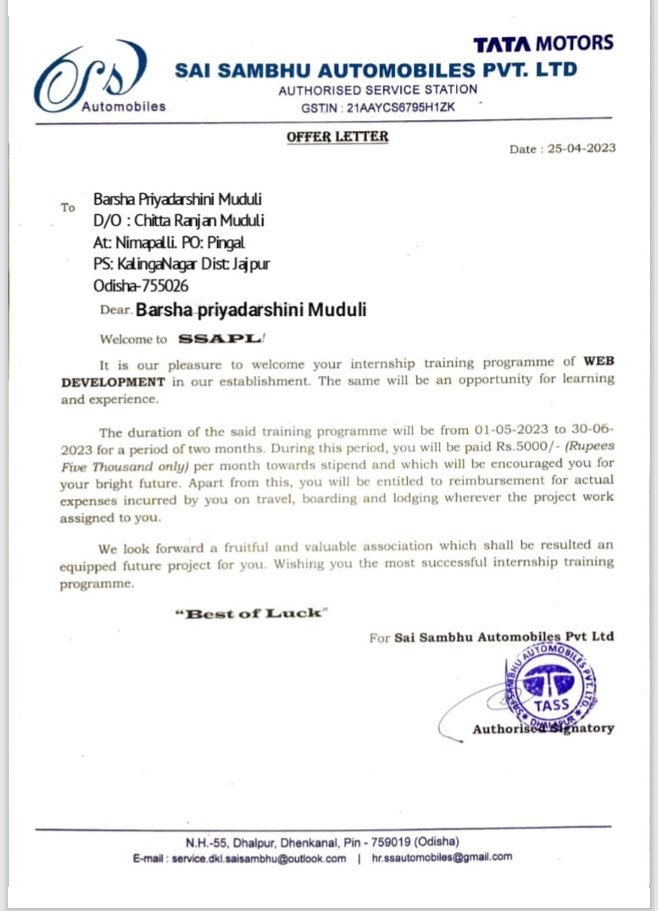 TATA MOTORS
SAI SAMBHU AUTOMOBILES PVT. LTD
Automobiles
AUTHORISED SERVICE STATION
GSTIN : 21AAYCS6795H1ZK
OFFER LETTER
Date : 25-04-2023
To
Barsha Priyadarshini Muduli
D/O : Chitta Ranjan Muduli
At: Nimapalli. PO: Pingal
PS: KalingaNagar Dist: Jajpur
Odisha-755026
Dear. Barsha priyadarshini Muduli
Welcome to SSAPL!
It is our pleasure to welcome your internship training programme of WEB
DEVELOPMENT in our establishment. The same will be an opportunity for learning
and experience.
The duration of the said training programme will be from 01-05-2023 to 30-06-
2023 for a period of two months. During this period, you will be paid Rs.5000/- (Rupees
Five Thousand only) per month towards stipend and which will be encouraged you for
your bright future. Apart from this, you will be entitled to reimbursement for actual
expenses incurred by you on travel, boarding and lodging wherever the project work
assigned to you.
We look forward a fruitful and valuable association which shall be resulted an
equipped future project for you. Wishing you the most successful internship training
programme.
"Best of Luck"
For Sai Sambhu Automobiles Pvt Ltd
SAI SAMBHU AUTOMOBILES PVT. LTD.
TASS
DHALAPUR
Authorised Signatory
N.H.-55, Dhalpur, Dhenkanal, Pin - 759019 (Odisha)
E-mail : service.dkl.saisambhu@outlook.com | hr.ssautomobiles@gmail.com